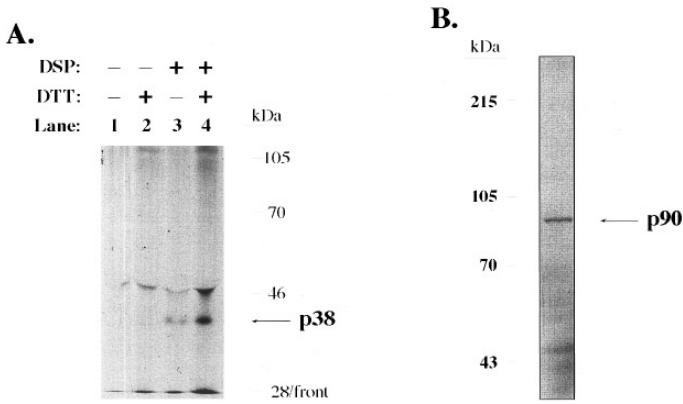 A.
DSP: – – + +
DTT: – + – +
Lane: 1 2 3 4
kDa
105
70
46
p38
28/front
B.
kDa
215
105
p90
70
43